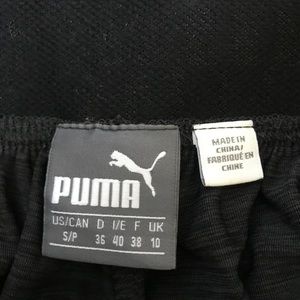 PUMA
US/CAN D I/E F UK
S/P 36 40 38 10
MADE IN
CHINA/
FABRIQUÉ EN
CHINE